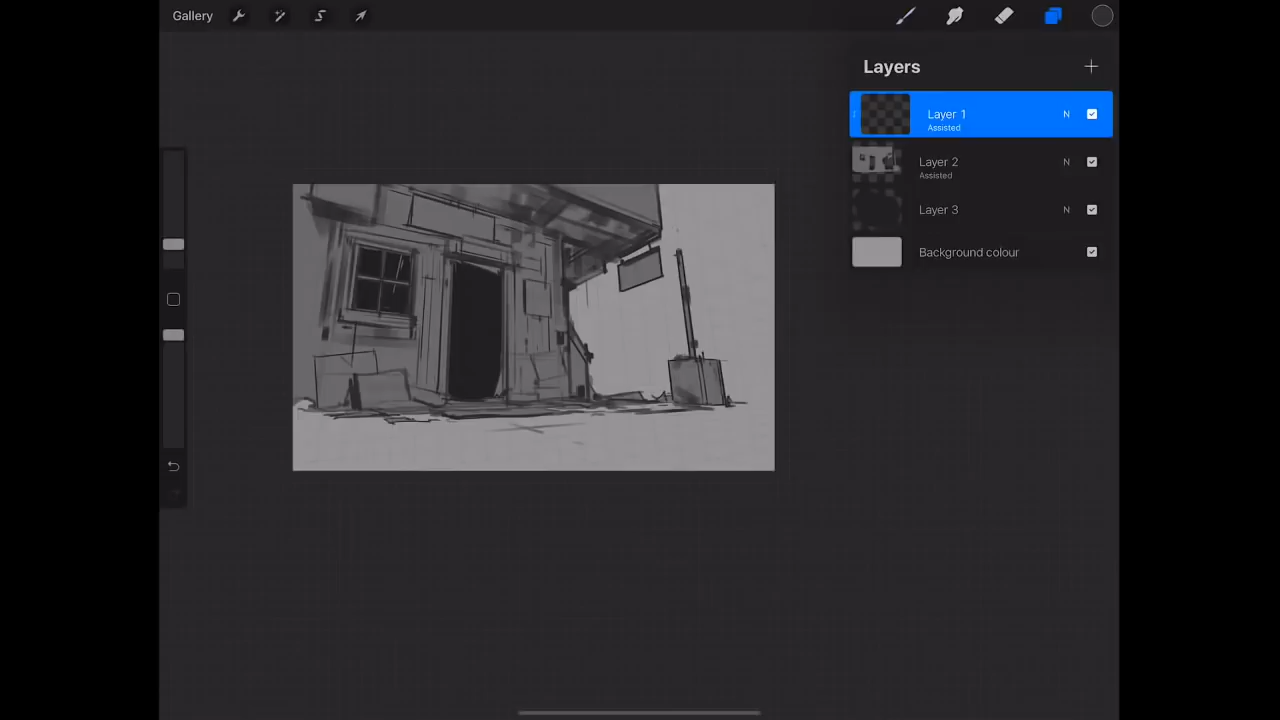 Gallery
Layers
Layer 1 N
Assisted
Layer 2 N
Assisted
Layer 3 N
Background colour